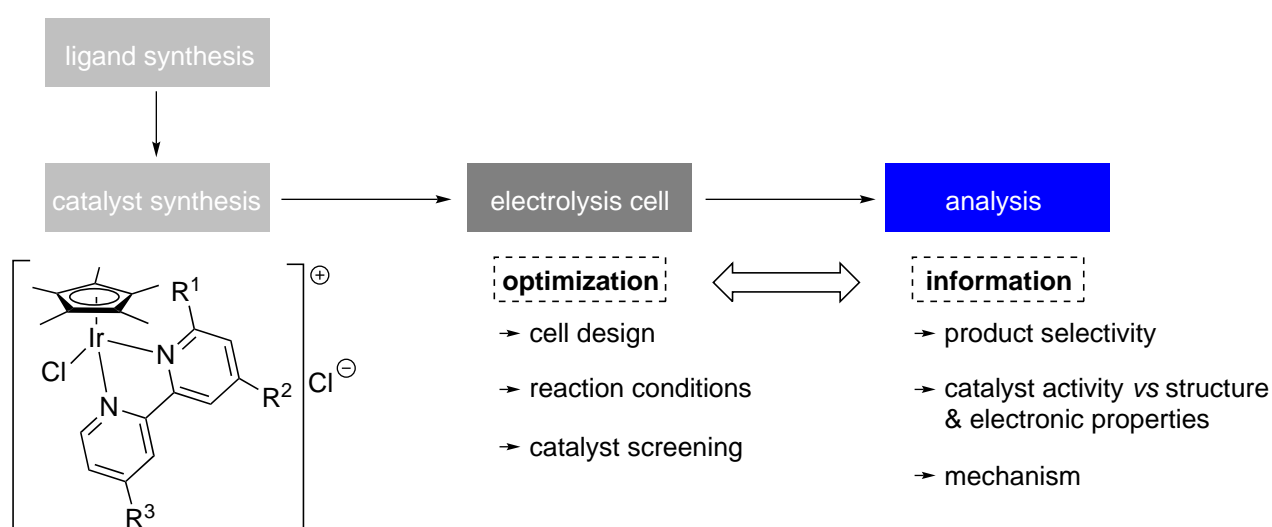 ligand synthesis
catalyst synthesis
electrolysis cell
analysis
R1
Ir
Cl
N
R2
N
R3
⊕
Cl⊖
optimization
→ cell design
→ reaction conditions
→ catalyst screening
information
→ product selectivity
→ catalyst activity vs structure
& electronic properties
→ mechanism